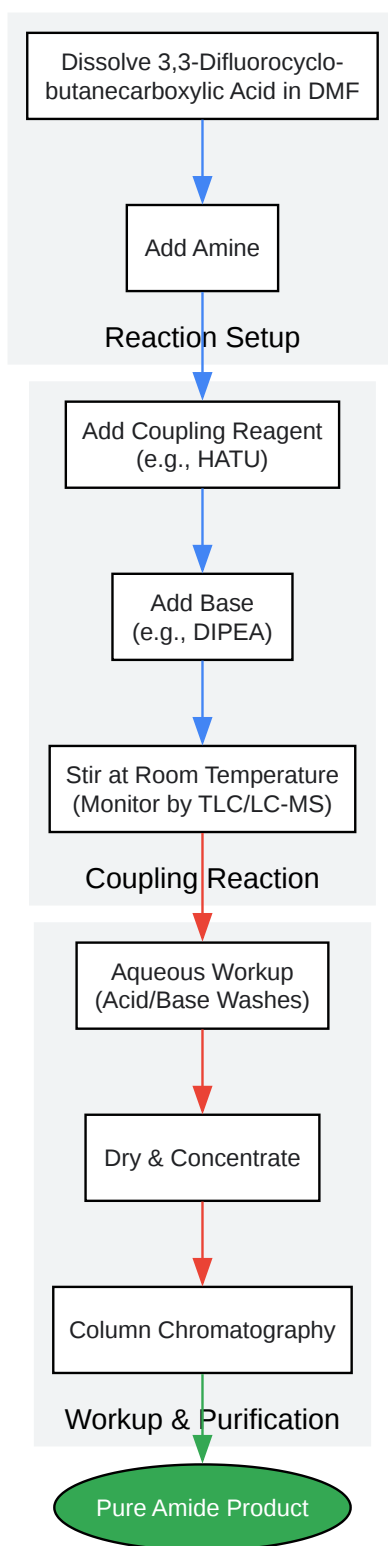 Dissolve 3,3-Difluorocyclo-
butanecarboxylic Acid in DMF
Add Amine
Reaction Setup
Add Coupling Reagent
(e.g., HATU)
Add Base
(e.g., DIPEA)
Stir at Room Temperature
(Monitor by TLC/LC-MS)
Coupling Reaction
Aqueous Workup
(Acid/Base Washes)
Dry & Concentrate
Column Chromatography
Workup & Purification
Pure Amide Product